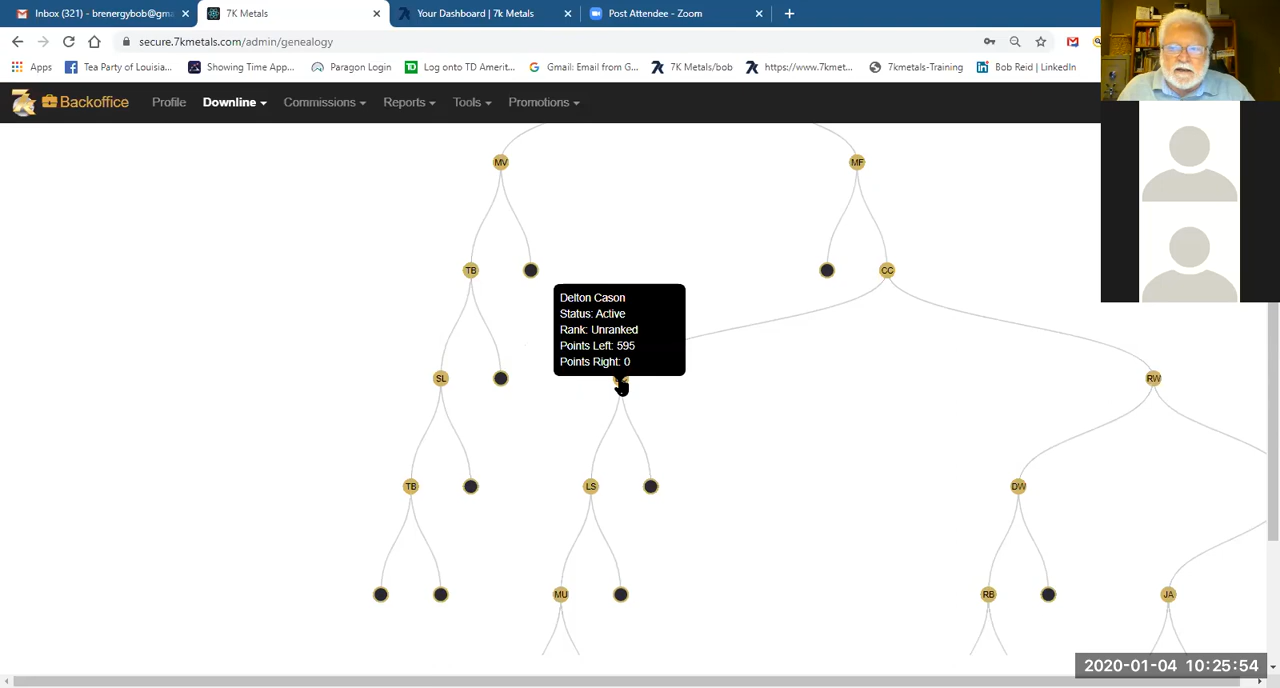 Inbox (321) - brenergybob@gma
7K Metals
Your Dashboard | 7k Metals
Post Attendee - Zoom
secure.7kmetals.com/admin/genealogy
Apps
Tea Party of Louisia...
Showing Time App...
Paragon Login
Log onto TD Amerit...
Gmail: Email from G...
7K Metals/bob
https://www.7kmet...
7kmetals-Training
Bob Reid | LinkedIn
Backoffice
Profile
Downline
Commissions
Reports
Tools
Promotions
MV
MF
TB
CC
Delton Cason
Status: Active
Rank: Unranked
Points Left: 595
Points Right: 0
SL
RW
TB
LS
DW
MU
RB
JA
2020-01-04 10:25:54